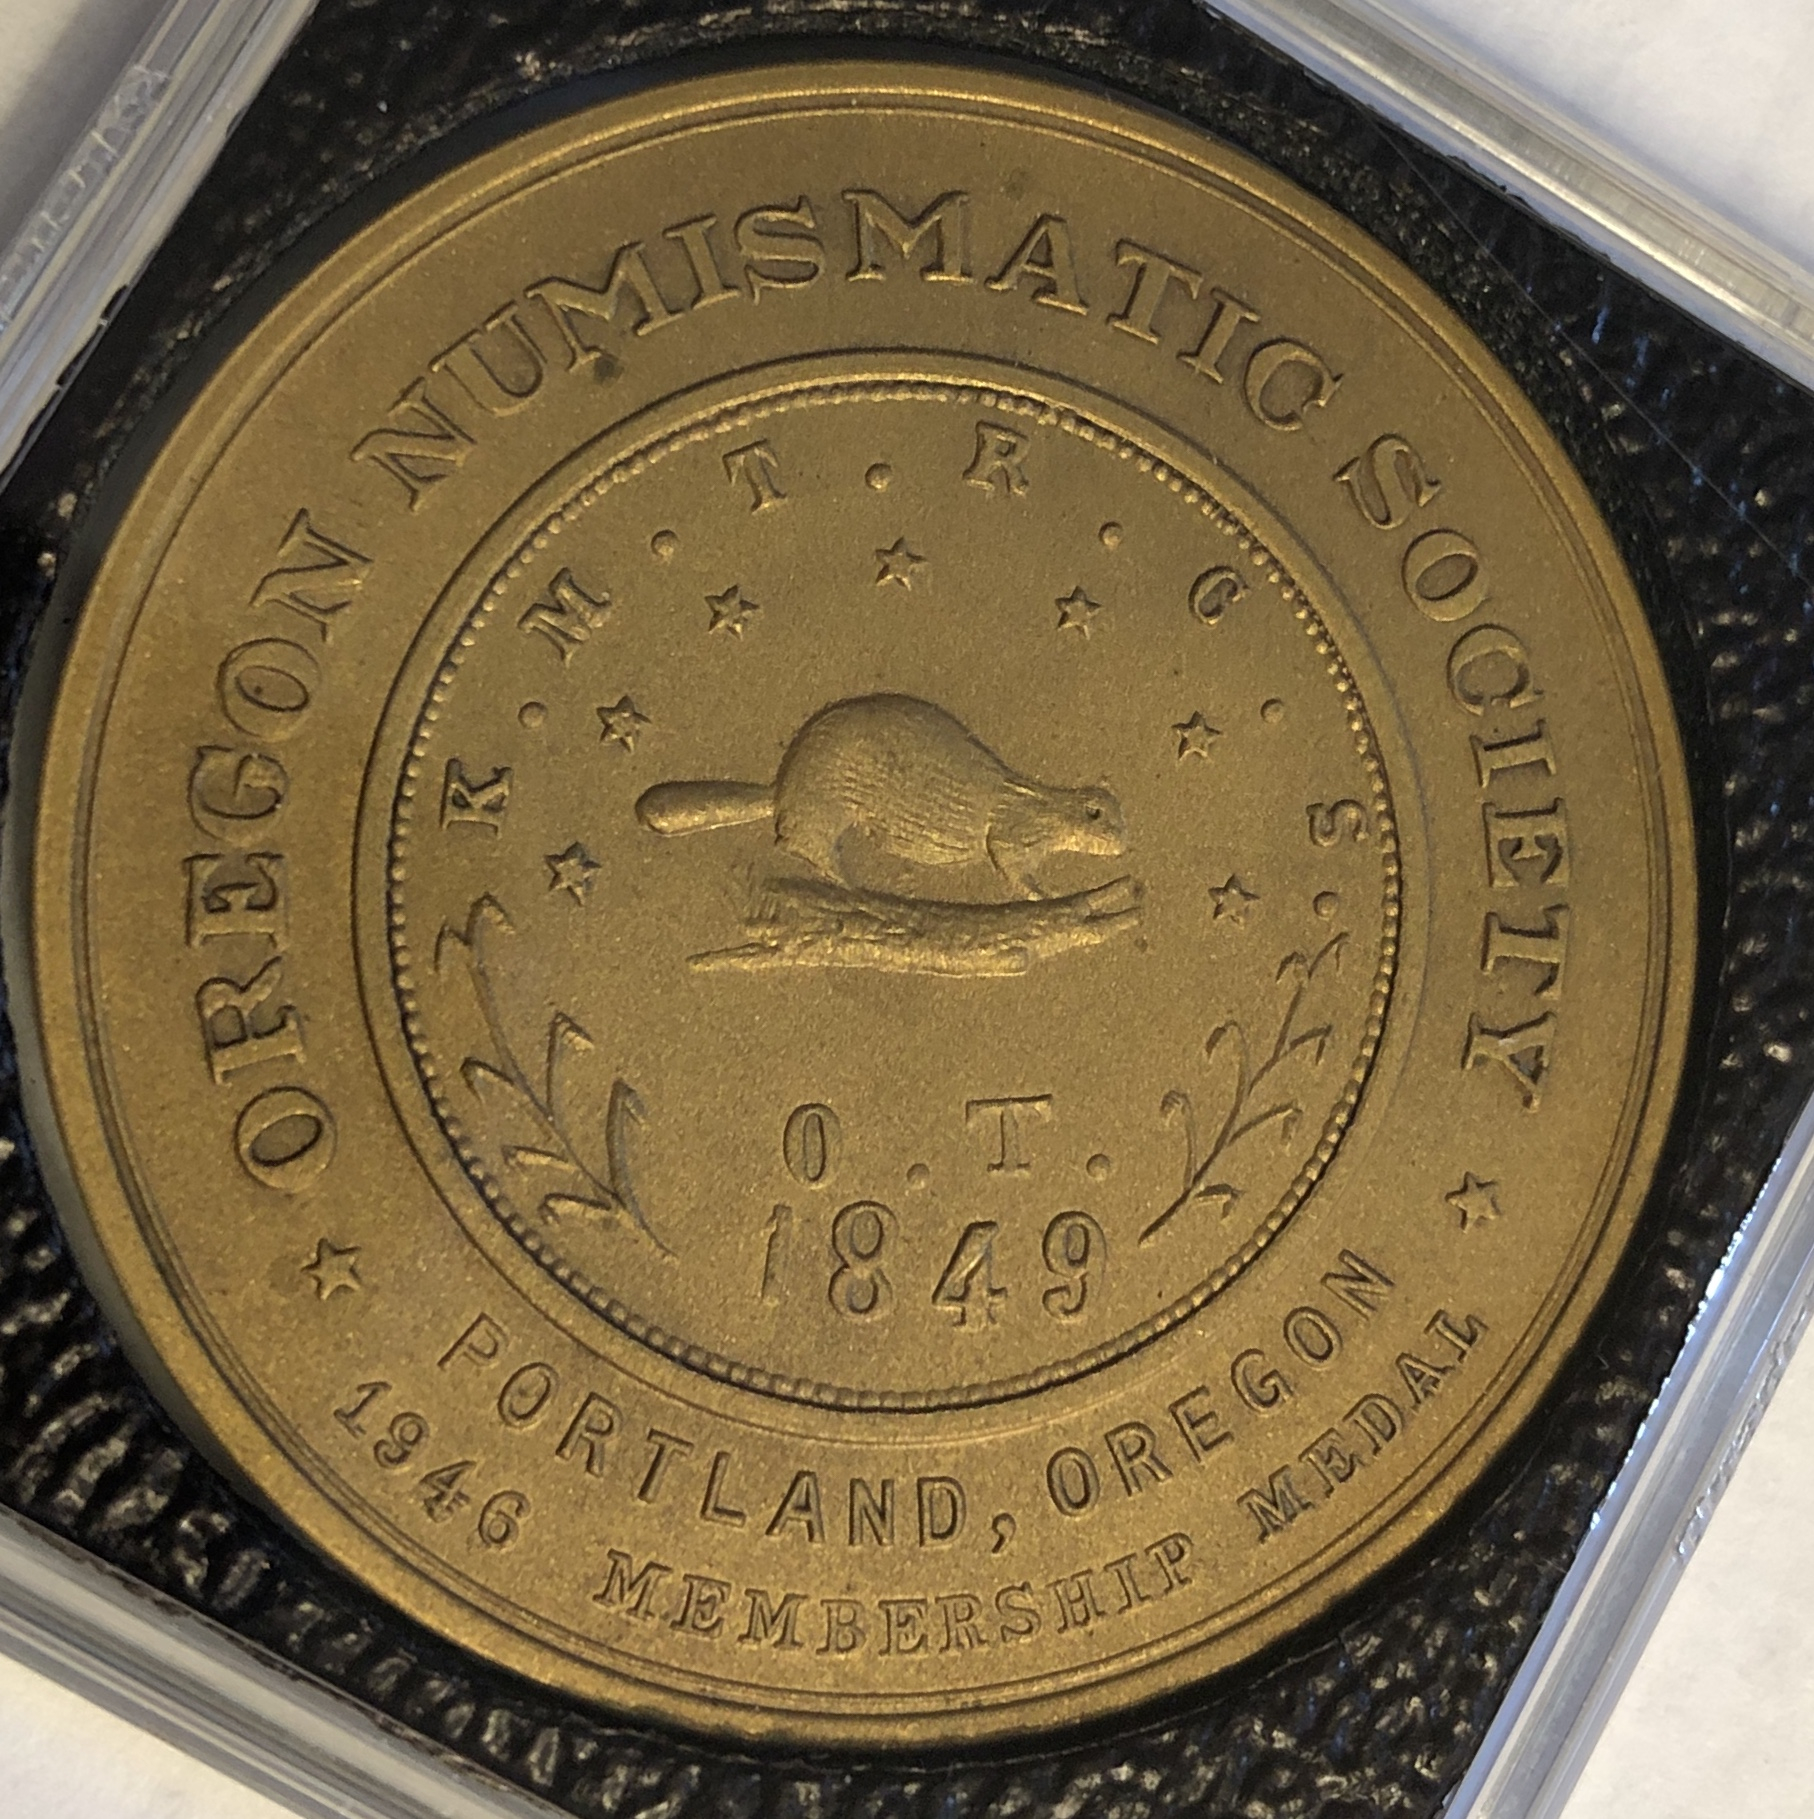 OREGON NUMISMATIC SOCIETY
K · M · T · R · G · S ·
O . T .
1849
PORTLAND, OREGON
1946 MEMBERSHIP MEDAL